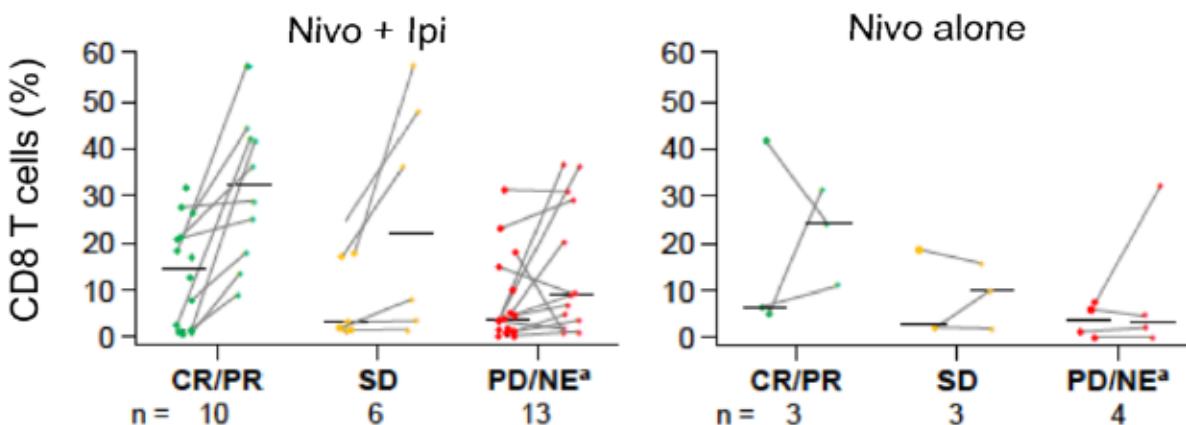 Nivo + Ipi
CD8 T cells (%)
60
50
40
30
20
10
0
CR/PR SD PD/NEᵃ
n = 10 6 13
Nivo alone
60
50
40
30
20
10
0
CR/PR SD PD/NEᵃ
n = 3 3 4